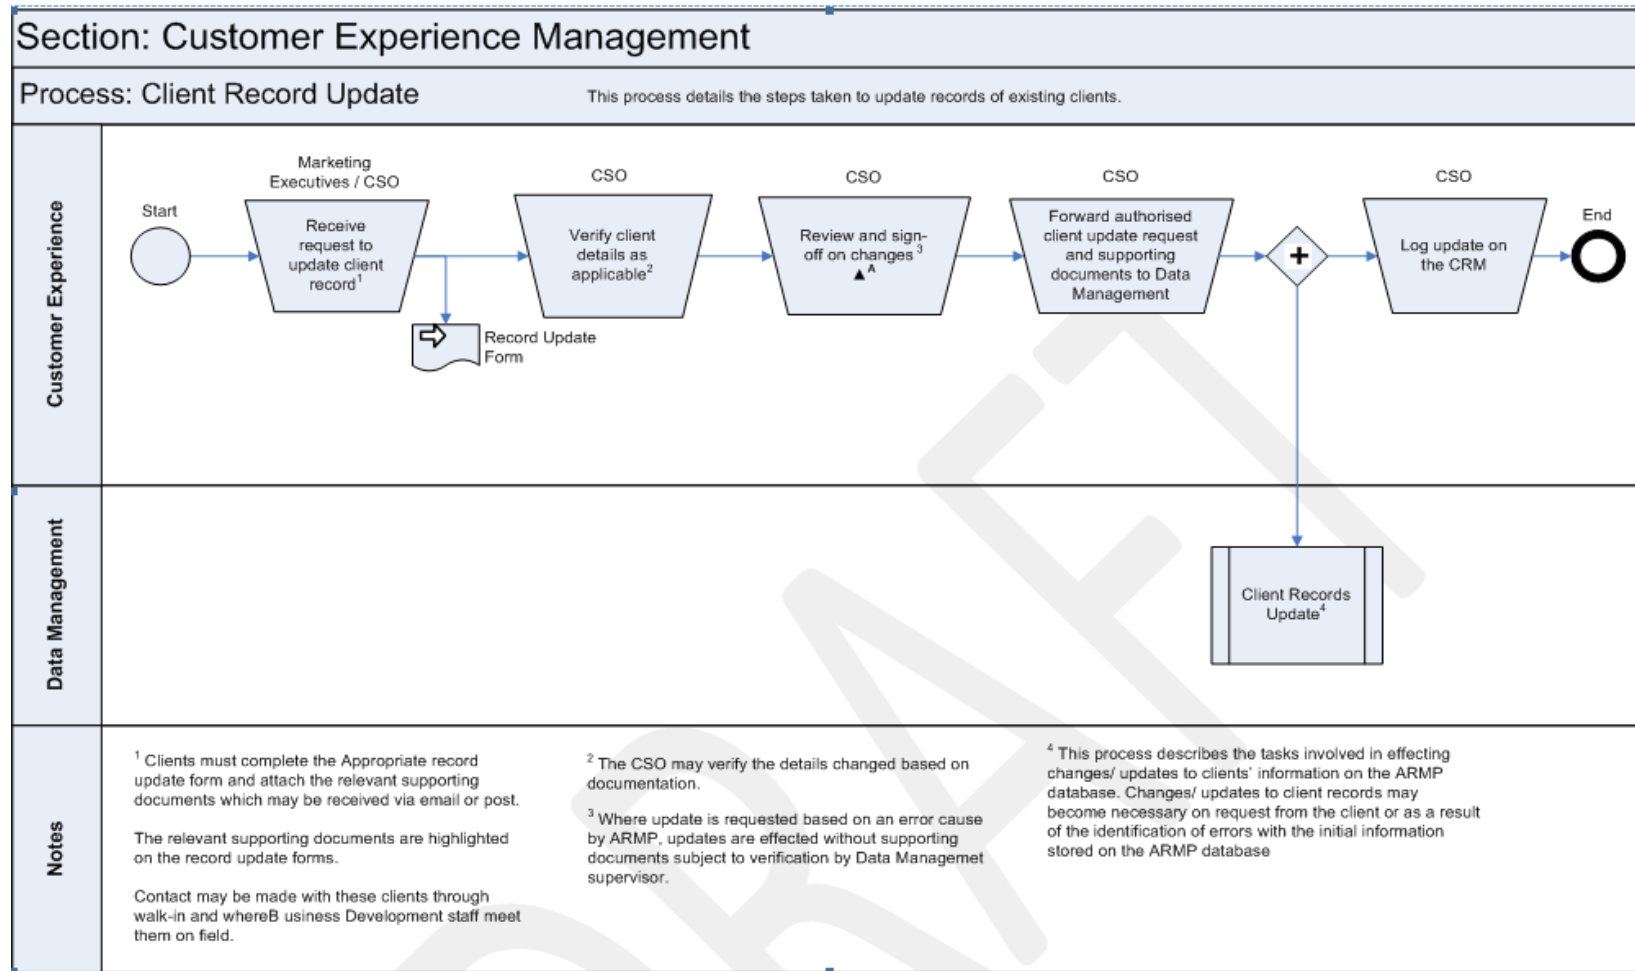 Section: Customer Experience Management
Process: Client Record Update
This process details the steps taken to update records of existing clients.
Customer Experience
Start
Marketing
Executives / CSO
Receive
request to
update client
record1
Record Update
Form
CSO
Verify client
details as
applicable2
CSO
Review and sign-
off on changes 3
▲A
CSO
Forward authorised
client update request
and supporting
documents to Data
Management
+
CSO
Log update on
the CRM
End
Data Management
Client Records
Update4
Notes
1 Clients must complete the Appropriate record
update form and attach the relevant supporting
documents which may be received via email or post.
The relevant supporting documents are highlighted
on the record update forms.
Contact may be made with these clients through
walk-in and whereB usiness Development staff meet
them on field.
2 The CSO may verify the details changed based on
documentation.
3 Where update is requested based on an error cause
by ARMP, updates are effected without supporting
documents subject to verification by Data Managemet
supervisor.
4 This process describes the tasks involved in effecting
changes/ updates to clients' information on the ARMP
database. Changes/ updates to client records may
become necessary on request from the client or as a result
of the identification of errors with the initial information
stored on the ARMP database
DRAFT